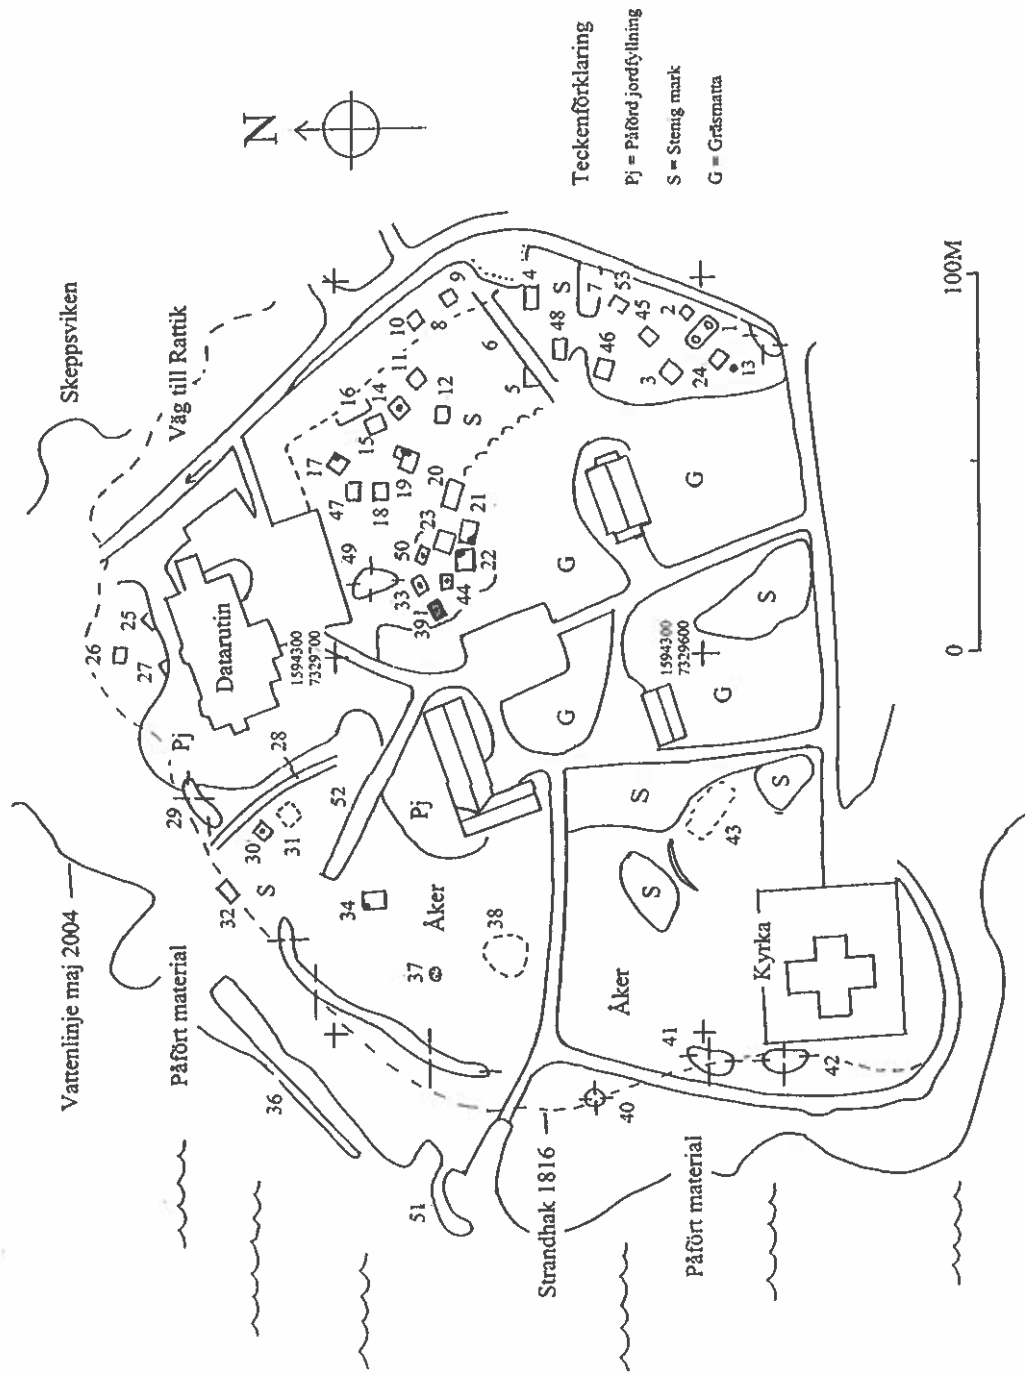 Skeppsviken
Väg till Rattik
Vattenlinje maj 2004
Påfört material
N
Teckenförklaring
Pj = Påförd jordfyllning
S = Stenig mark
G = Gräsmatta
26
25
27
Datarutin
1594300
7329700
Pj
29
28
30
31
32
S
52
34
36
Åker
37
38
Pj
51
17
16
15
14
11
10
9
8
12
S
6
5
47
18
19
20
21
22
23
50
49
33
39
44
4
S
7
48
53
45
46
2
1
3
24
13
G
G
G
G
S
1594300
7329600
S
S
S
43
Åker
Kyrka
41
42
40
Strandhak 1816
Påfört material
0
100M